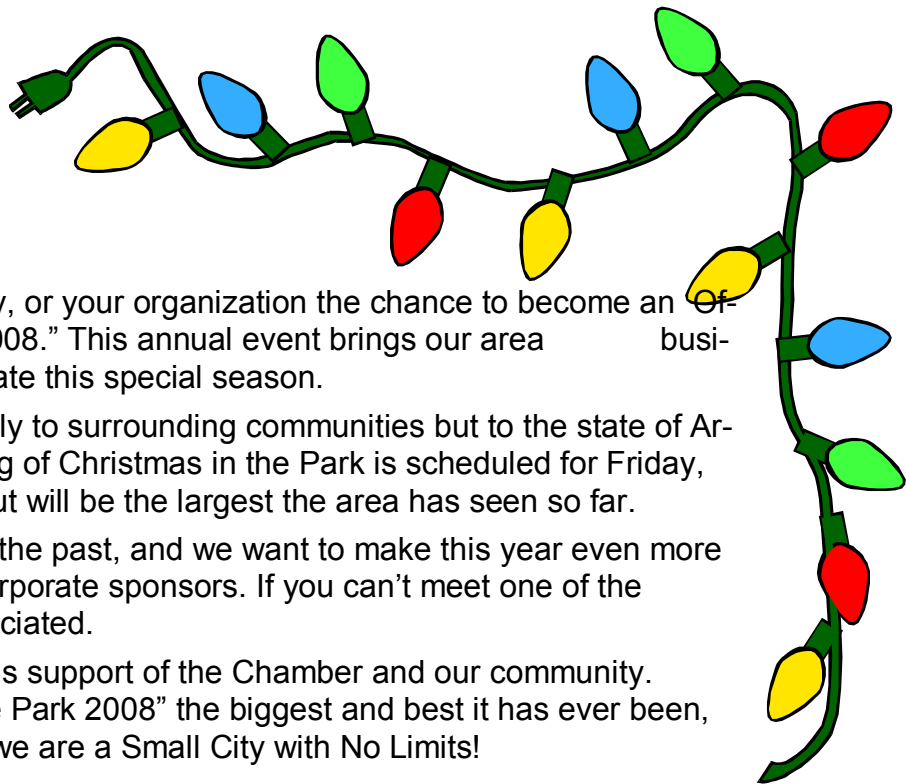 y, or your organization the chance to become an “Of-
008.” This annual event brings our area busi-
ate this special season.
ly to surrounding communities but to the state of Ar-
g of Christmas in the Park is scheduled for Friday,
ut will be the largest the area has seen so far.
the past, and we want to make this year even more
rporate sponsors. If you can’t meet one of the
ciated.
s support of the Chamber and our community.
e Park 2008” the biggest and best it has ever been,
we are a Small City with No Limits!